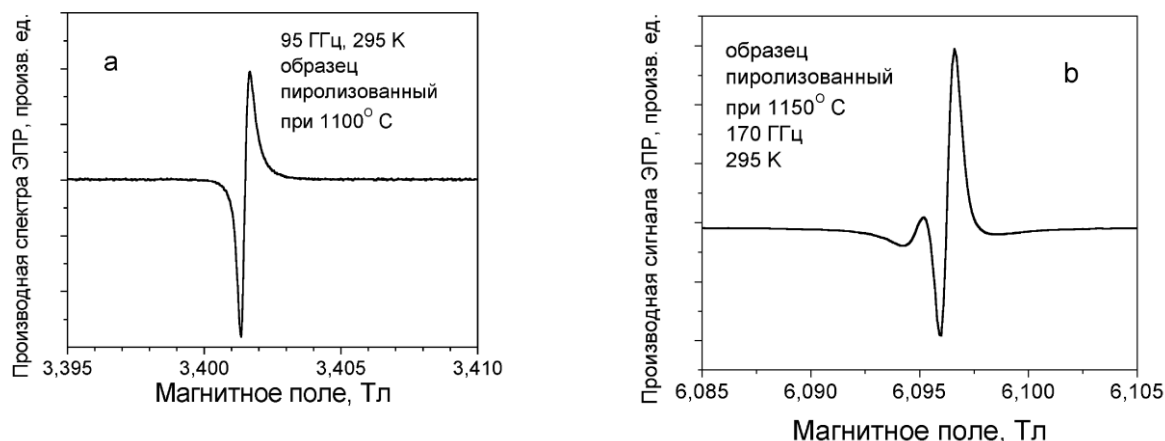 Производная спектра ЭПР, произв. ед.
a
95 ГГц, 295 K
образец
пиролизованный
при 1100° C
3,395
3,400
3,405
3,410
Магнитное поле, Тл
Производная сигнала ЭПР, произв. ед.
образец
пиролизованный
при 1150° C
170 ГГц
295 K
b
6,085
6,090
6,095
6,100
6,105
Магнитное поле, Тл